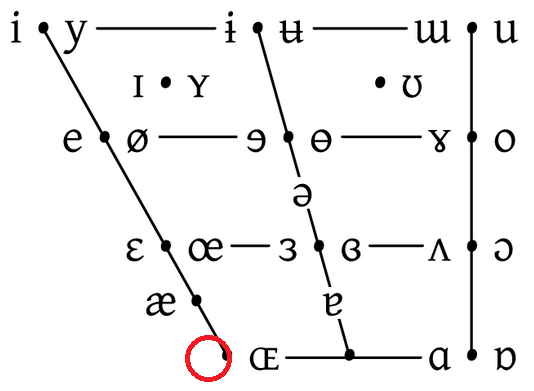 i y ɨ ʉ ɯ u
ɪ ʏ ʊ
e ø ɘ ɵ ɤ o
ə
ɛ œ ɜ ɞ ʌ ɔ
æ ɐ
ɶ ɑ ɒ